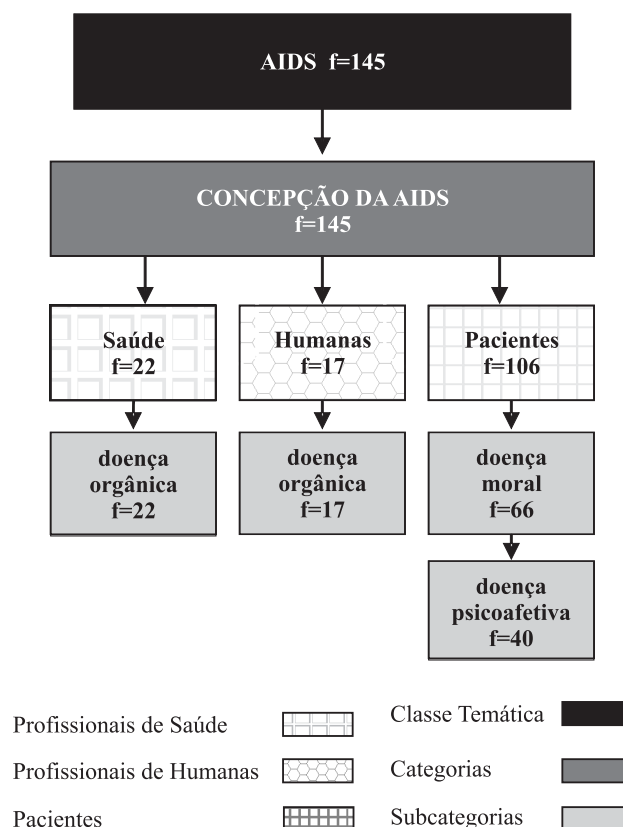 AIDS f=145
CONCEPÇÃO DA AIDS
f=145
Saúde
f=22
Humanas
f=17
Pacientes
f=106
doença
orgânica
f=22
doença
orgânica
f=17
doença
moral
f=66
doença
psicoafetiva
f=40
Profissionais de Saúde
Classe Temática
Profissionais de Humanas
Categorias
Pacientes
Subcategorias